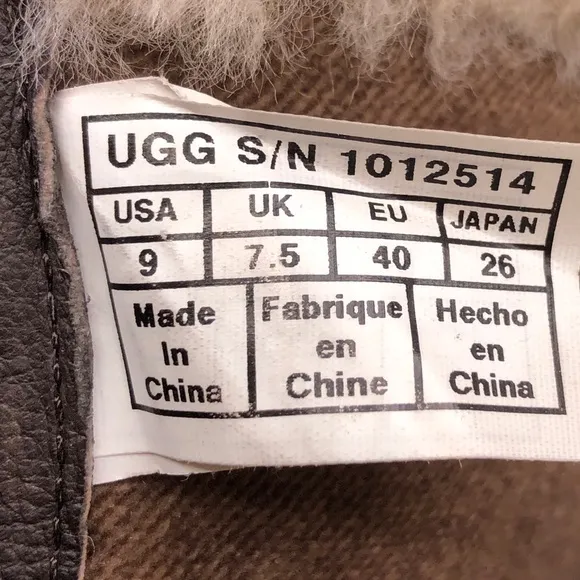 UGG S/N 1012514
USA UK EU JAPAN
9 7.5 40 26
Made Fabrique Hecho
In en en
China Chine China